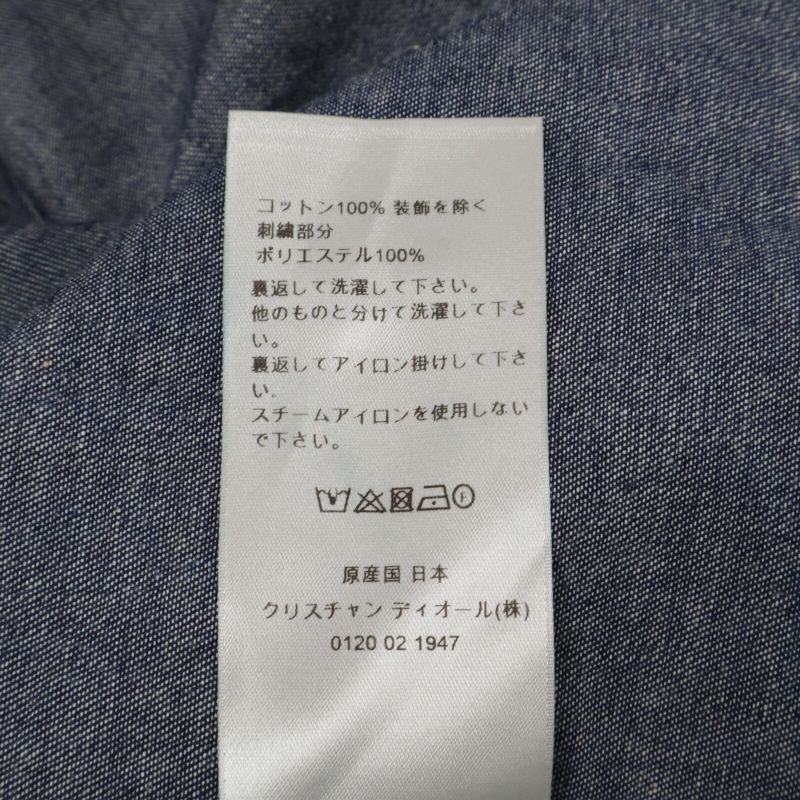 コットン100% 装飾を除く
刺繍部分
ポリエステル100%
裏返して洗濯して下さい。
他のものと分けて洗濯して下さ
い。
裏返してアイロン掛けして下さ
い。
スチームアイロンを使用しない
で下さい。
F
原産国 日本
クリスチャン ディオール(株)
0120 02 1947